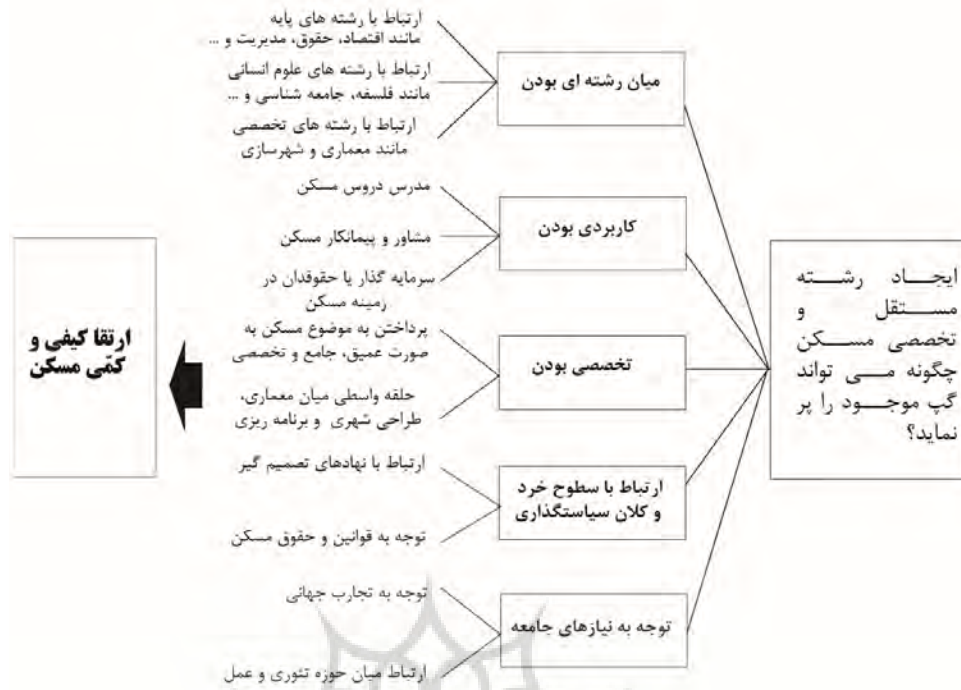 ایجاد رشته
مستقل و
تخصصی مسکن
چگونه می تواند
گپ موجود را پر
نماید؟
میان رشته ای بودن
ارتباط با رشته های پایه
مانند اقتصاد، حقوق، مدیریت و ...
ارتباط با رشته های علوم انسانی
مانند فلسفه، جامعه شناسی و ...
ارتباط با رشته های تخصصی
مانند معماری و شهرسازی
کاربردی بودن
مدرس دروس مسکن
مشاور و پیمانکار مسکن
سرمایه گذار یا حقوقدان در
زمینه مسکن
تخصصی بودن
پرداختن به موضوع مسکن به
صورت عمیق، جامع و تخصصی
حلقه واسطی میان معماری،
طراحی شهری و برنامه ریزی
ارتباط با سطوح خرد
و کلان سیاستگذاری
ارتباط با نهادهای تصمیم گیر
توجه به قوانین و حقوق مسکن
توجه به نیازهای جامعه
توجه به تجارب جهانی
ارتباط میان حوزه تئوری و عمل
ارتقا کیفی و
کمّی مسکن